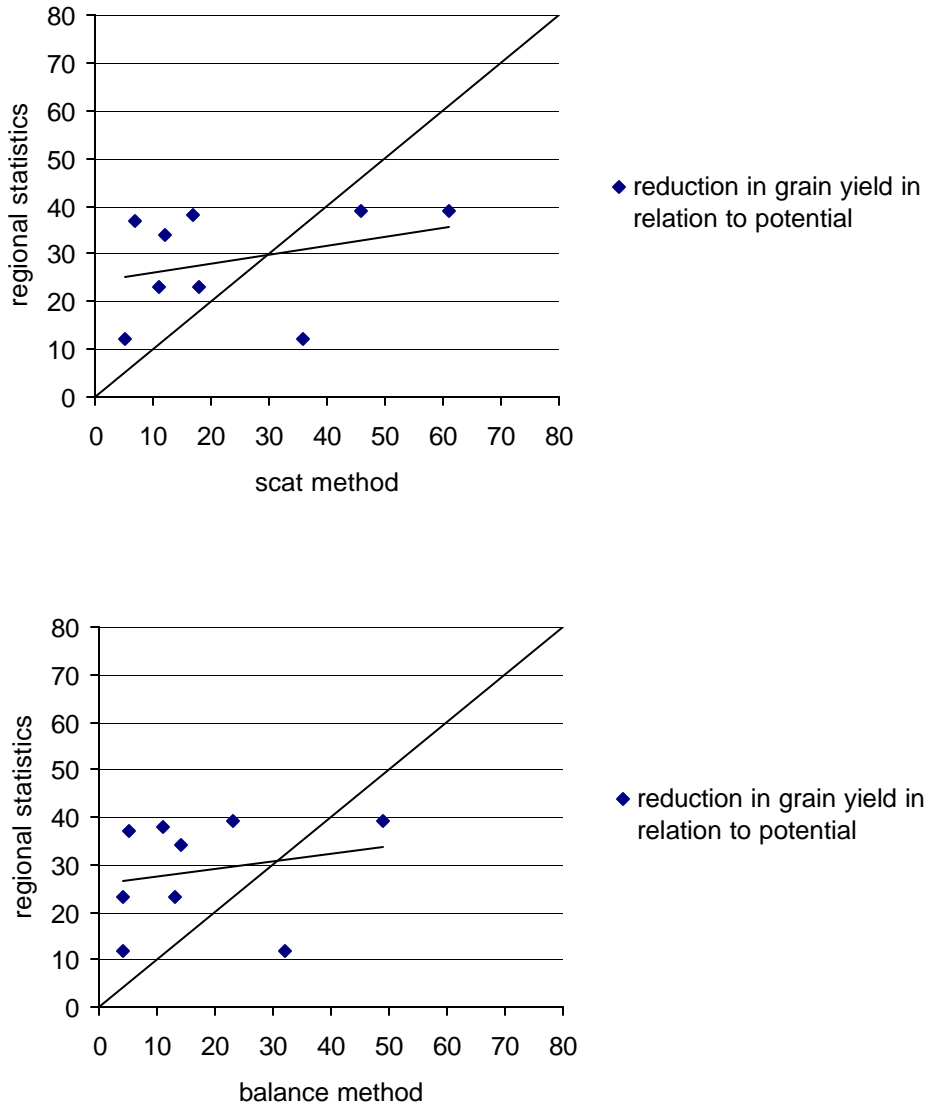 80
70
60
50
40
30
20
10
0
regional statistics
0 10 20 30 40 50 60 70 80
scat method
reduction in grain yield in
relation to potential
80
70
60
50
40
30
20
10
0
regional statistics
0 10 20 30 40 50 60 70 80
balance method
reduction in grain yield in
relation to potential